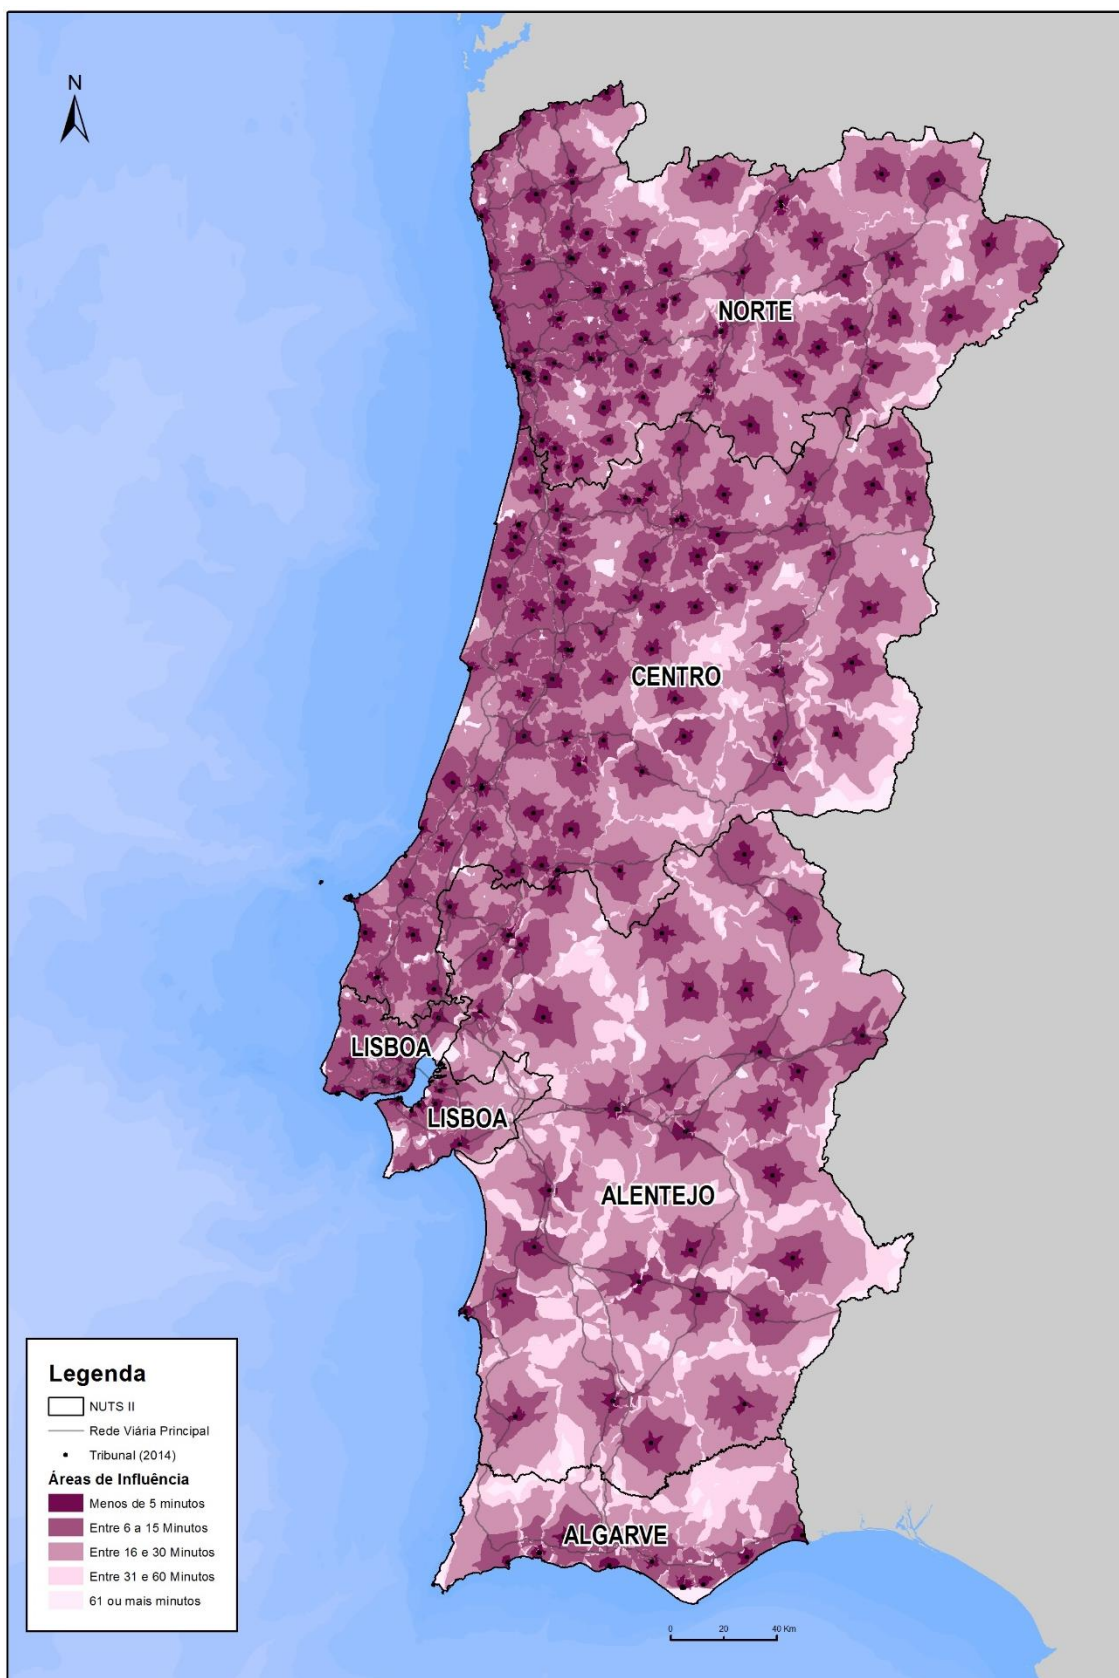 N
NORTE
CENTRO
LISBOA
LISBOA
ALENTEJO
ALGARVE
Legenda
NUTS II
Rede Viária Principal
Tribunal (2014)
Áreas de Influência
Menos de 5 minutos
Entre 6 a 15 Minutos
Entre 16 e 30 Minutos
Entre 31 e 60 Minutos
61 ou mais minutos
0 20 40 Km